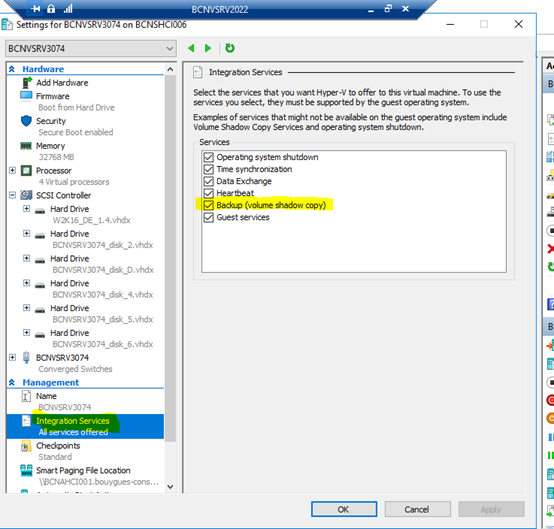 BCNVSRV2022
Settings for BCNVSRV3074 on BCNSHCI006
BCNVSRV3074
Hardware
Add Hardware
Firmware
Boot from Hard Drive
Security
Secure Boot enabled
Memory
32768 MB
Processor
4 Virtual processors
SCSI Controller
Hard Drive
W2K16_DE_1.4.vhdx
Hard Drive
BCNVSRV3074_disk_2.vhdx
Hard Drive
BCNVSRV3074_disk_D.vhdx
Hard Drive
BCNVSRV3074_disk_4.vhdx
Hard Drive
BCNVSRV3074_disk_5.vhdx
Hard Drive
BCNVSRV3074_disk_6.vhdx
BCNVSRV3074
Converged Switches
Management
Name
BCNVSRV3074
Integration Services
All services offered
Checkpoints
Standard
Smart Paging File Location
\\BCNAHCI001.bouygues-cons...
Integration Services
Select the services that you want Hyper-V to offer to this virtual machine. To use the
services you select, they must be supported by the guest operating system.
Examples of services that might not be available on the guest operating system include
Volume Shadow Copy Services and operating system shutdown.
Services
Operating system shutdown
Time synchronization
Data Exchange
Heartbeat
Backup (volume shadow copy)
Guest services
OK
Cancel
Apply